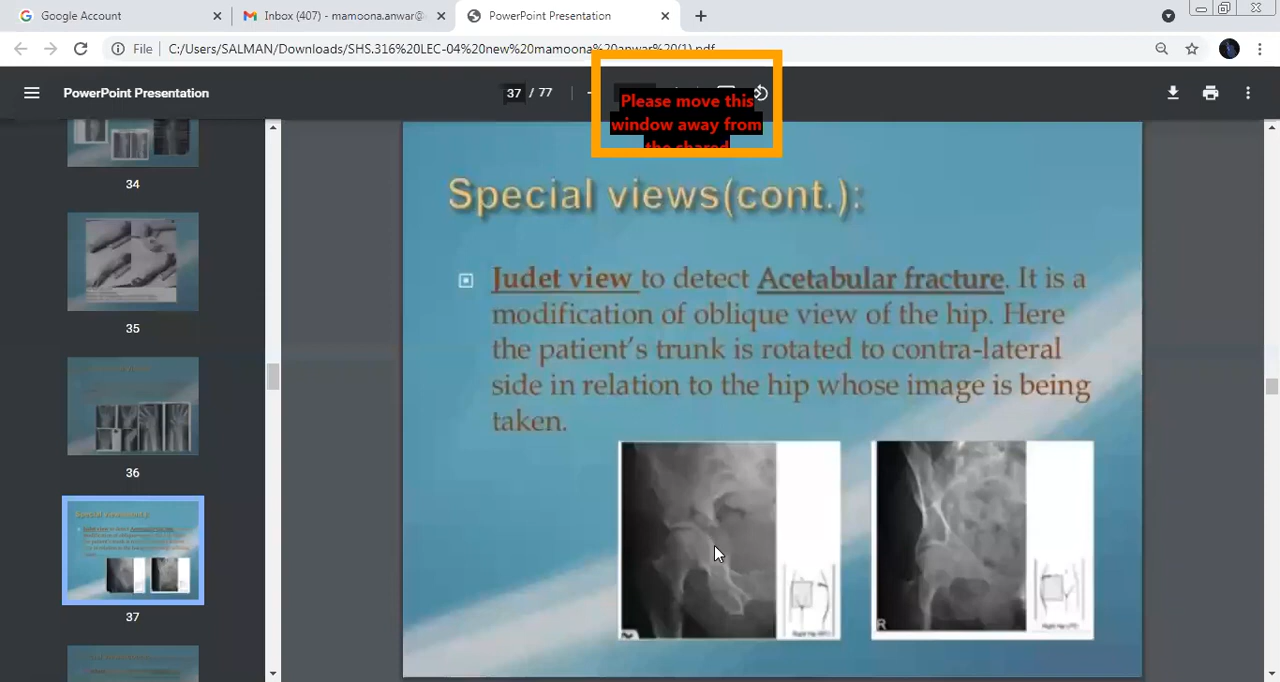 Google Account
Inbox (407) - mamoona.anwar@
PowerPoint Presentation
File
C:/Users/SALMAN/Downloads/SHS.316%20LEC-04%20new%20mamoona%20anwar%20(1).pdf
PowerPoint Presentation
37 / 77
Please move this
window away from
the shared
34
35
36
37
Special views(cont.):
Judet view to detect Acetabular fracture. It is a
modification of oblique view of the hip. Here
the patient's trunk is rotated to contra-lateral
side in relation to the hip whose image is being
taken.
R